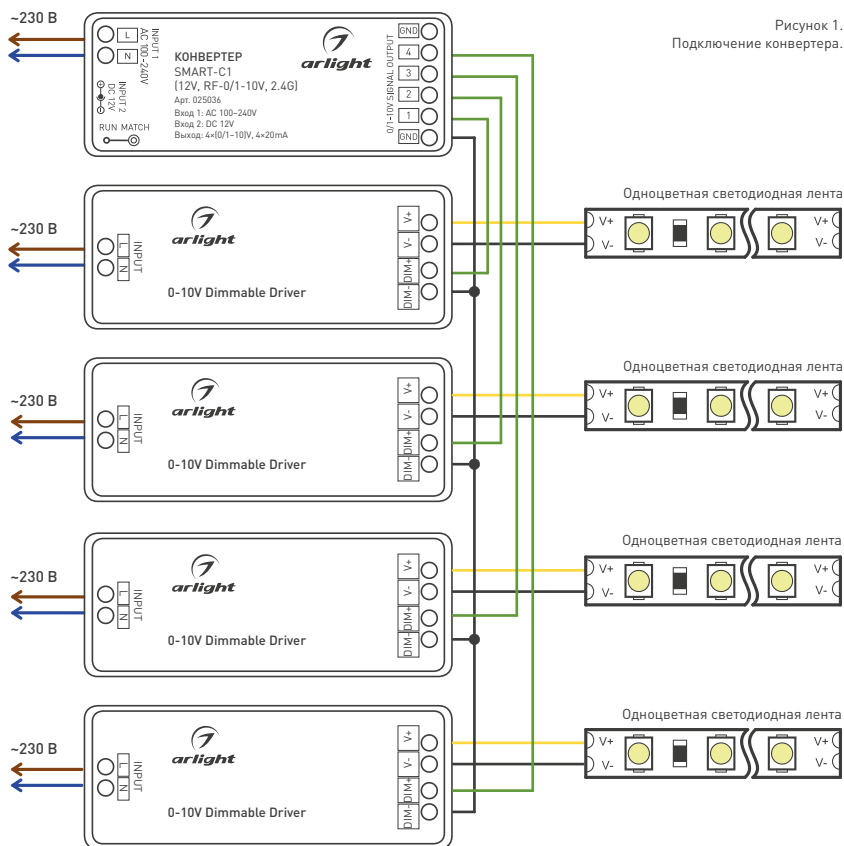 Рисунок 1.
Подключение конвертера.
~230 В
L
N
INPUT 1
AC 100-240V
INPUT 2
DC 12V
RUN MATCH
КОНВЕРТЕР
SMART-C1
(12V, RF-0/1-10V, 2.4G)
Арт. 025036
Вход 1: AC 100–240V
Вход 2: DC 12V
Выход: 4×(0/1–10)V, 4×20mA
arlight
0/1-10V SIGNAL OUTPUT
GND
4
3
2
1
GND
~230 В
L
N
INPUT
arlight
0-10V Dimmable Driver
V+
V-
DIM+
DIM-
Одноцветная светодиодная лента
V+
V-
V+
V-
~230 В
L
N
INPUT
arlight
0-10V Dimmable Driver
V+
V-
DIM+
DIM-
Одноцветная светодиодная лента
V+
V-
V+
V-
~230 В
L
N
INPUT
arlight
0-10V Dimmable Driver
V+
V-
DIM+
DIM-
Одноцветная светодиодная лента
V+
V-
V+
V-
~230 В
L
N
INPUT
arlight
0-10V Dimmable Driver
V+
V-
DIM+
DIM-
Одноцветная светодиодная лента
V+
V-
V+
V-